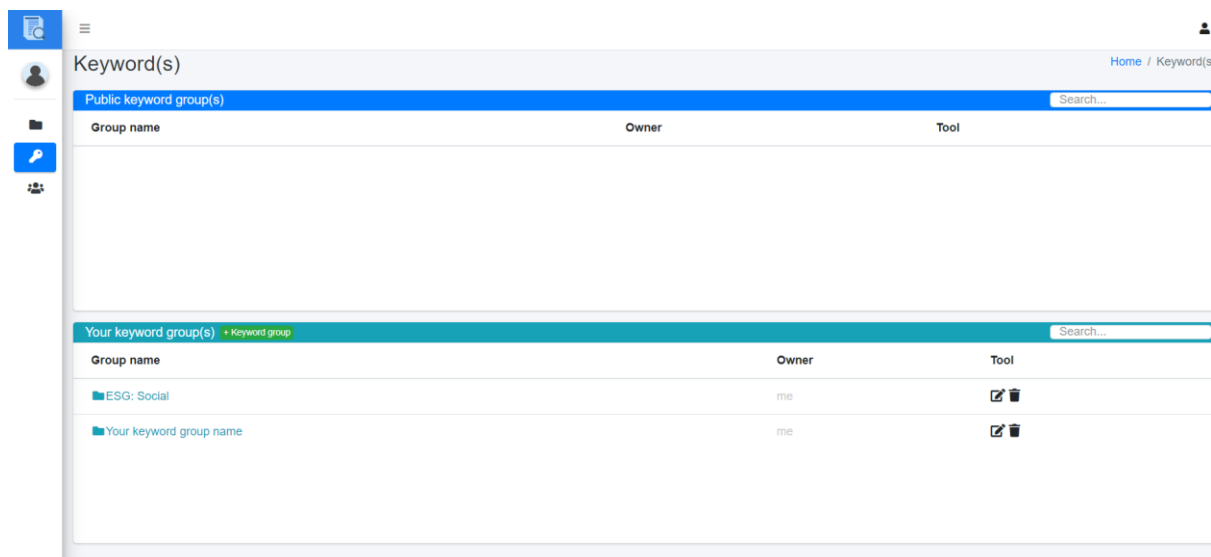 Keyword(s)
Home / Keyword(s
Public keyword group(s)
Search...
Group name Owner Tool
Your keyword group(s) + Keyword group
Search...
Group name Owner Tool
ESG: Social me
Your keyword group name me